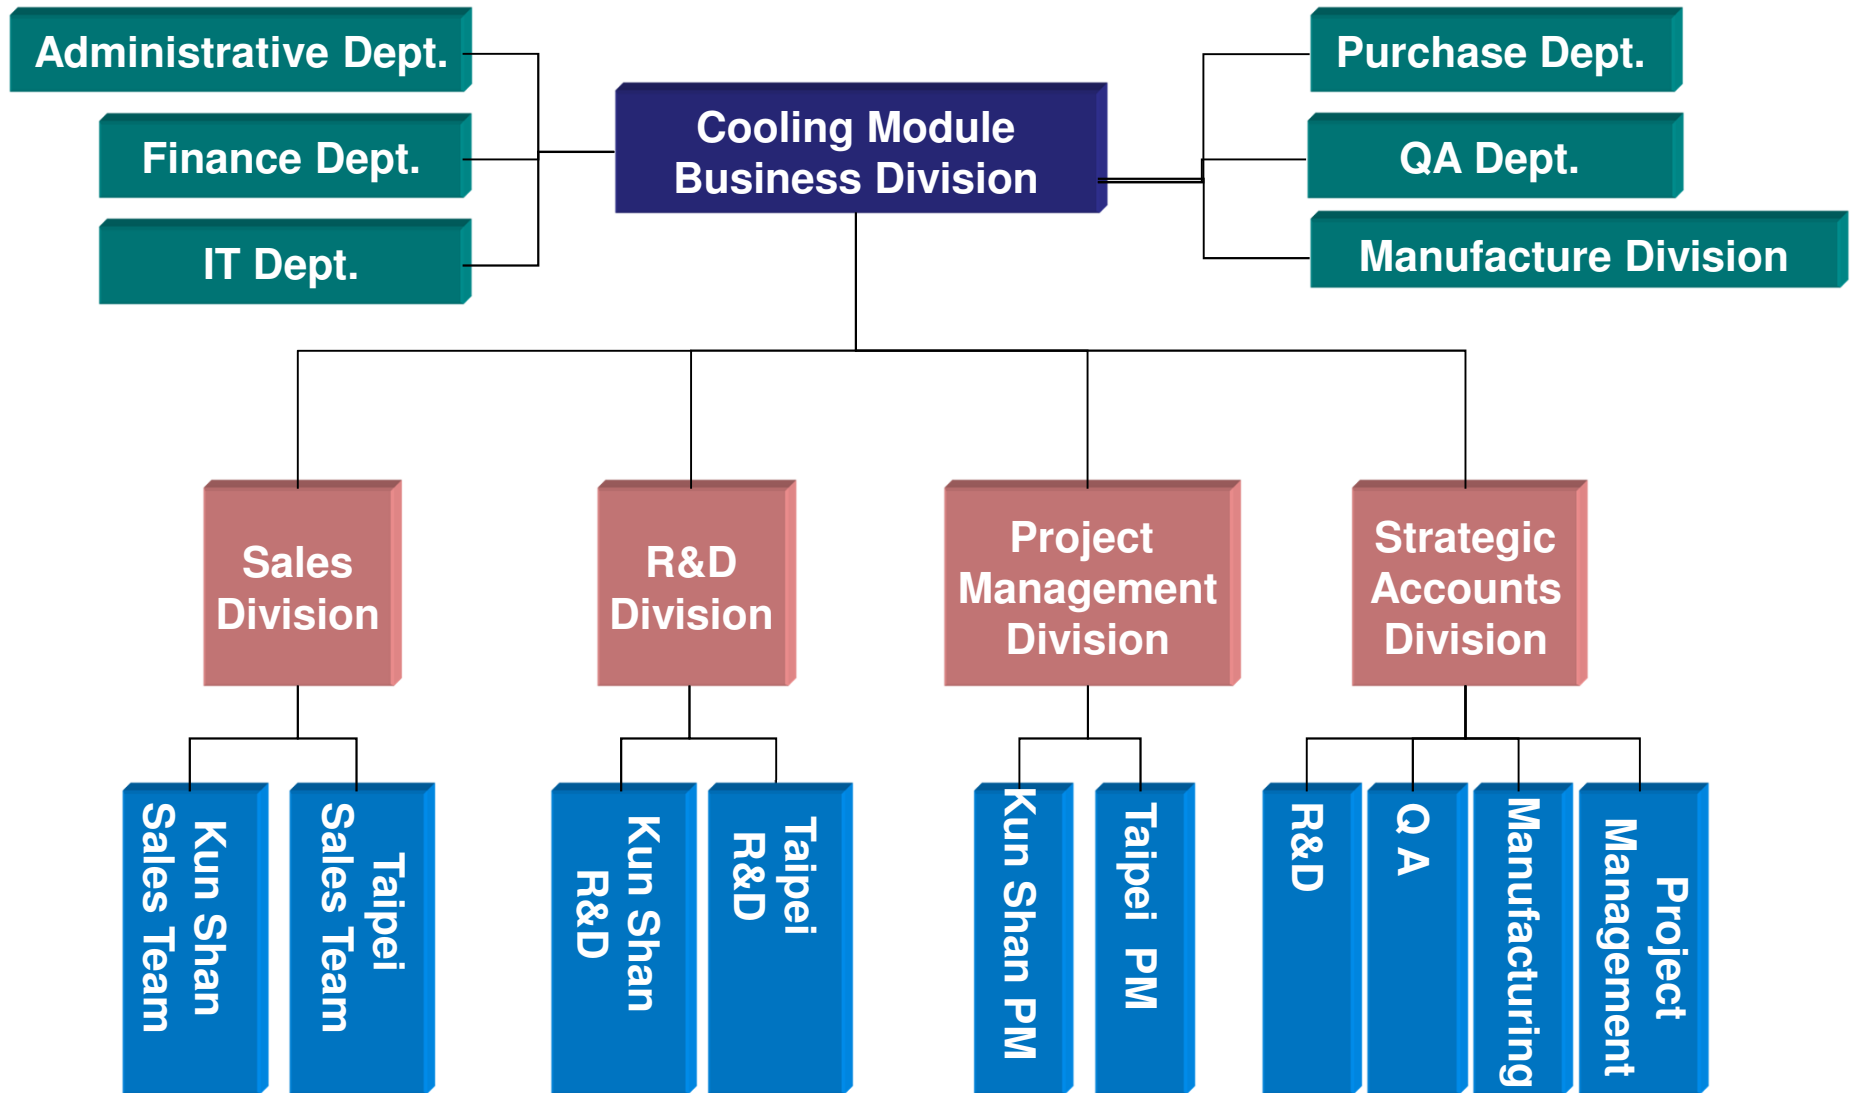 Administrative Dept.
Finance Dept.
IT Dept.
Cooling Module
Business Division
Purchase Dept.
QA Dept.
Manufacture Division
Sales
Division
R&D
Division
Project
Management
Division
Strategic
Accounts
Division
Kun Shan
Sales Team
Taipei
Sales Team
Kun Shan
R&D
Taipei
R&D
Kun Shan PM
Taipei PM
R&D
Q A
Manufacturing
Project
Management